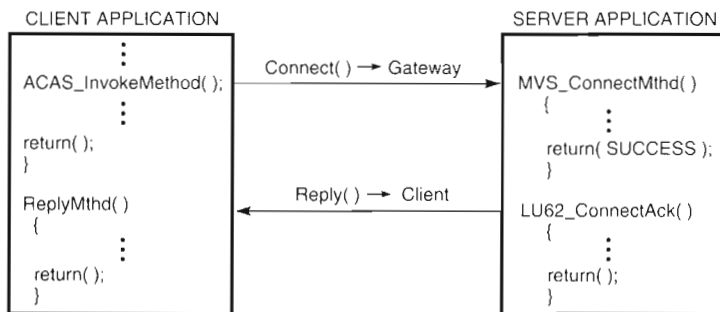 CLIENT APPLICATION
ACAS_InvokeMethod( );
return( );
}
ReplyMthd( )
{
return( );
}
Connect( ) → Gateway
Reply( ) → Client
SERVER APPLICATION
MVS_ConnectMthd( )
{
return( SUCCESS );
}
LU62_ConnectAck( )
{
return( );
}